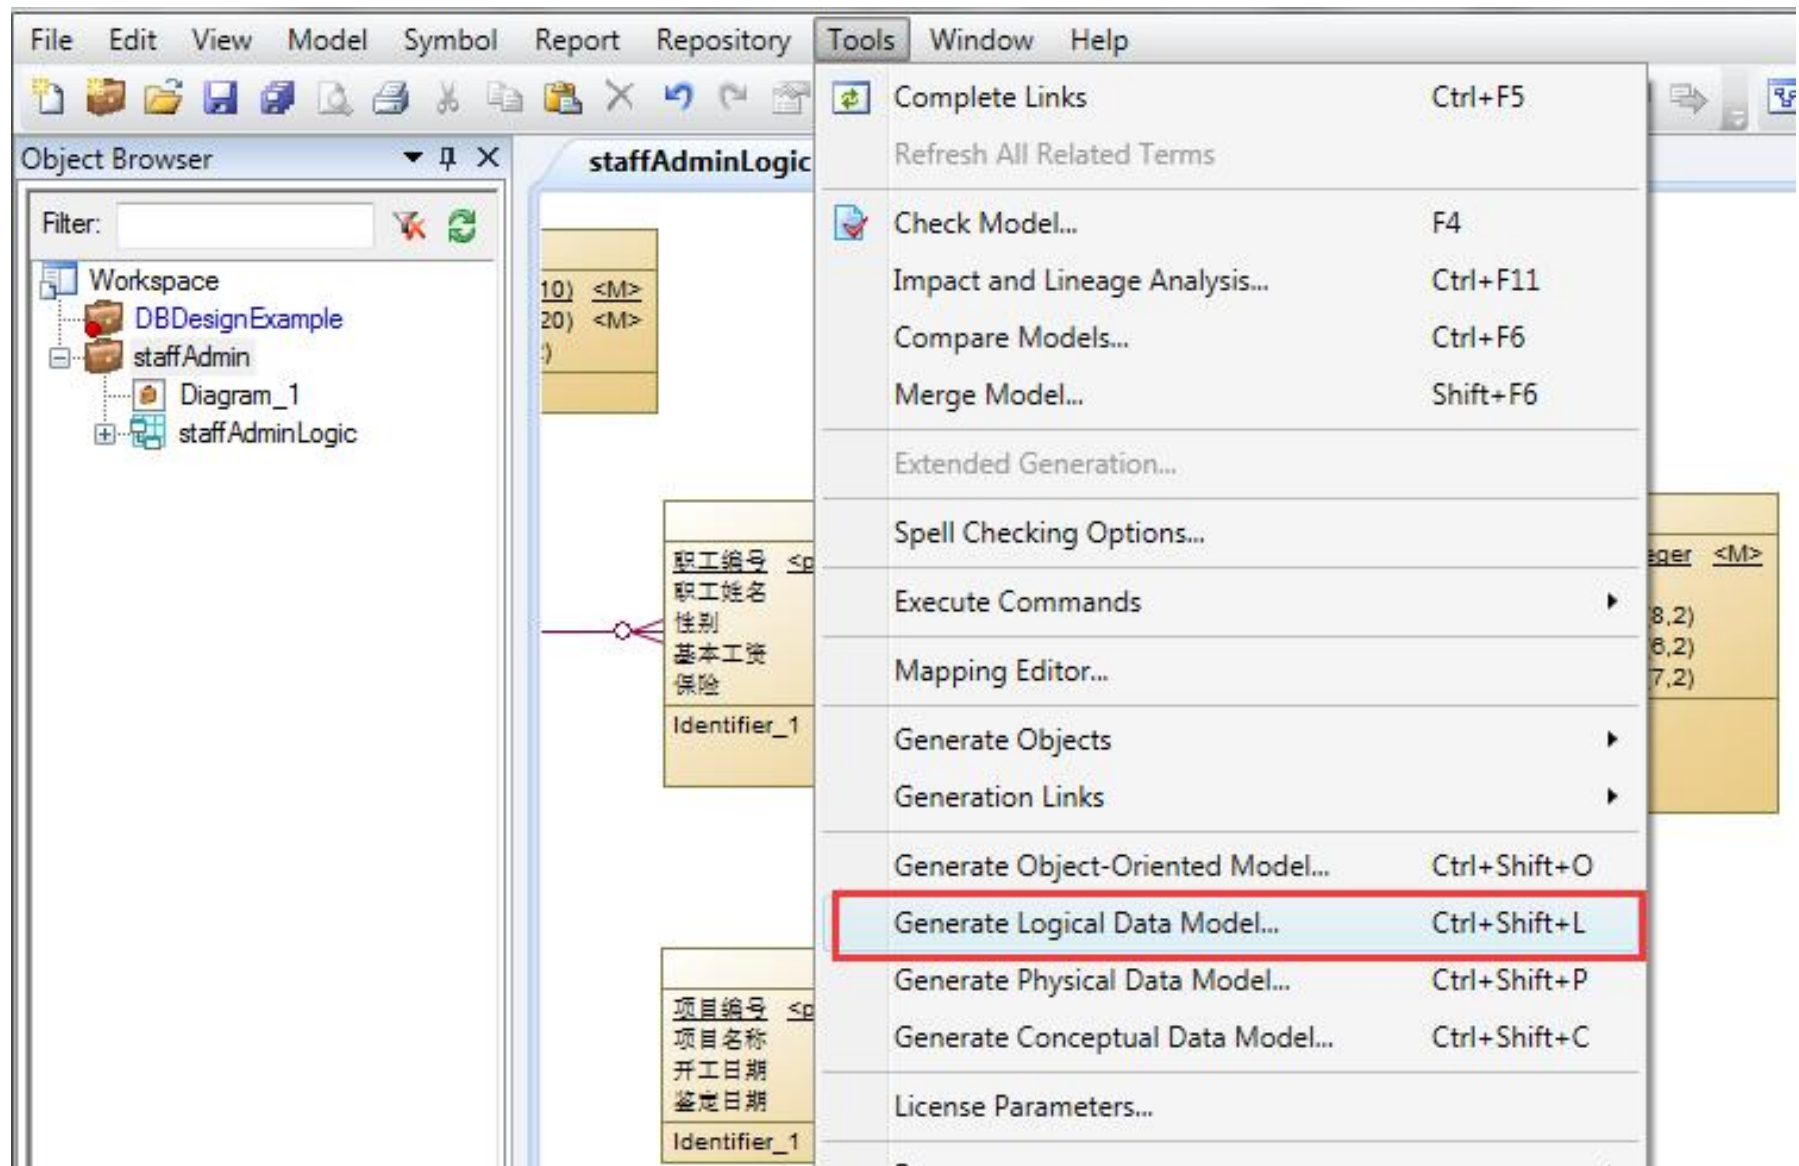 File Edit View Model Symbol Report Repository Tools Window Help
Object Browser
Filter:
Workspace
DBDesignExample
staffAdmin
Diagram_1
staffAdminLogic
staffAdminLogic
10) <M>
20) <M>
职工编号 <p
职工姓名
性别
基本工资
保险
Identifier_1
项目编号 <p
项目名称
开工日期
鉴定日期
Identifier_1
Complete Links Ctrl+F5
Refresh All Related Terms
Check Model... F4
Impact and Lineage Analysis... Ctrl+F11
Compare Models... Ctrl+F6
Merge Model... Shift+F6
Extended Generation...
Spell Checking Options...
Execute Commands
Mapping Editor...
Generate Objects
Generation Links
Generate Object-Oriented Model... Ctrl+Shift+O
Generate Logical Data Model... Ctrl+Shift+L
Generate Physical Data Model... Ctrl+Shift+P
Generate Conceptual Data Model... Ctrl+Shift+C
License Parameters...
eger <M>
8,2)
6,2)
7,2)